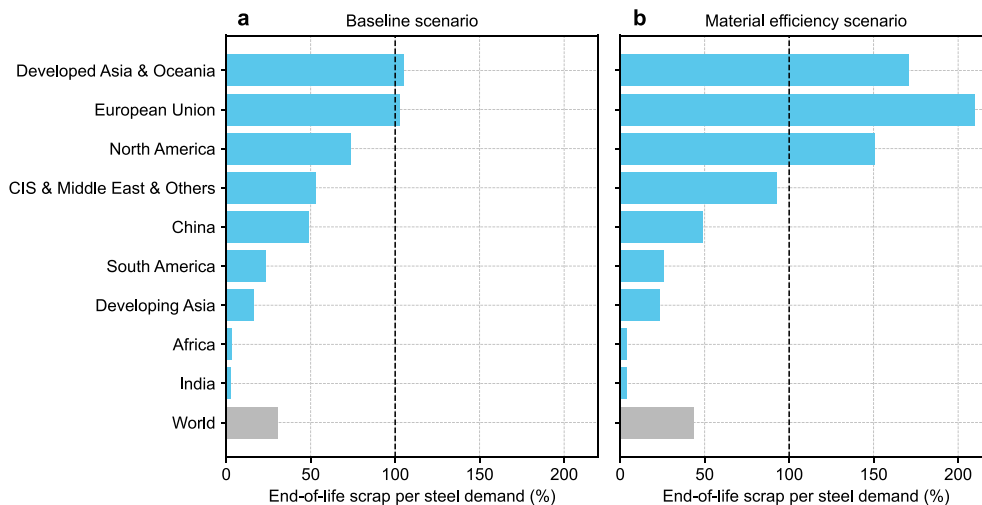 a Baseline scenario
b Material efficiency scenario
Developed Asia & Oceania
European Union
North America
CIS & Middle East & Others
China
South America
Developing Asia
Africa
India
World
0 50 100 150 200
0 50 100 150 200
End-of-life scrap per steel demand (%)
End-of-life scrap per steel demand (%)